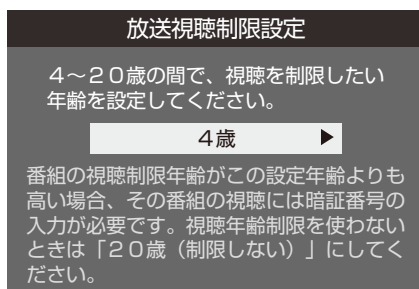 放送視聴制限設定
4～20歳の間で、視聴を制限したい
年齢を設定してください。
4歳
番組の視聴制限年齢がこの設定年齢よりも
高い場合、その番組の視聴には暗証番号の
入力が必要です。視聴年齢制限を使わない
ときは「20歳（制限しない）」にしてく
ださい。